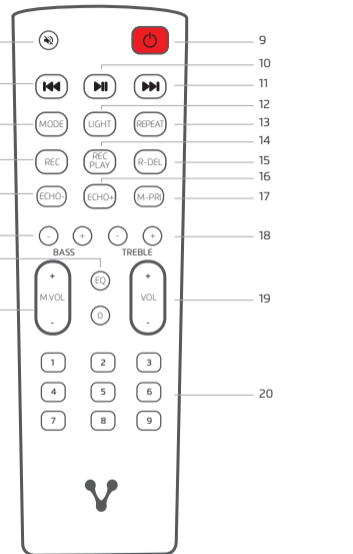 9
10
11
12
MODE LIGHT REPEAT 13
14
REC REC PLAY R-DEL 15
16
ECHO- ECHO+ M-PRI 17
- + - + 18
BASS TREBLE
+ EQ +
M.VOL VOL 19
- 0 -
1 2 3
4 5 6 20
7 8 9